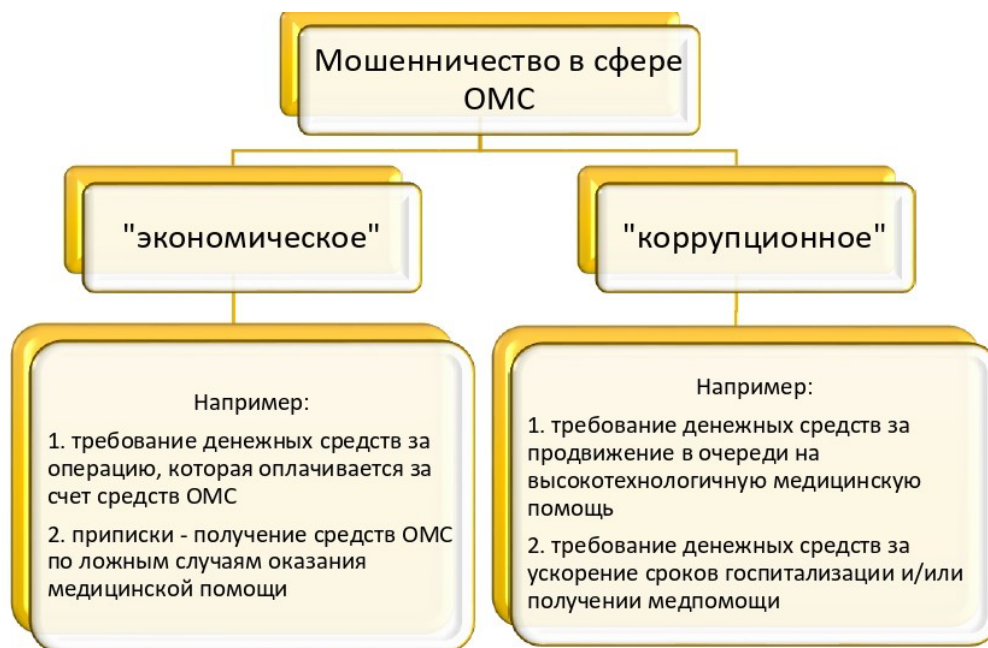 Мошенничество в сфере
ОМС
"экономическое"
"коррупционное"
Например:
1. требование денежных средств за
операцию, которая оплачивается за
счет средств ОМС
2. приписки - получение средств ОМС
по ложным случаям оказания
медицинской помощи
Например:
1. требование денежных средств за
продвижение в очереди на
высокотехнологичную медицинскую
помощь
2. требование денежных средств за
ускорение сроков госпитализации и/или
получении медпомощи